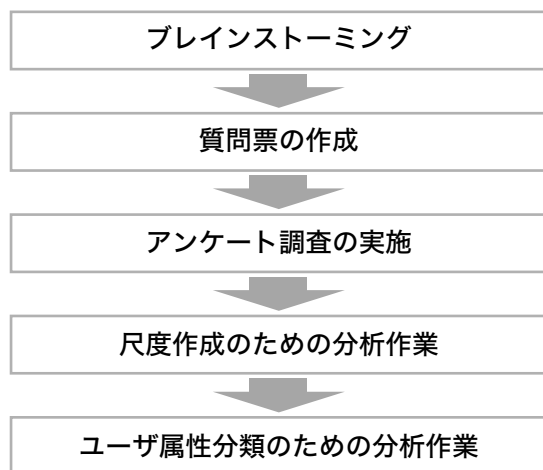 ブレインストーミング
質問票の作成
アンケート調査の実施
尺度作成のための分析作業
ユーザ属性分類のための分析作業